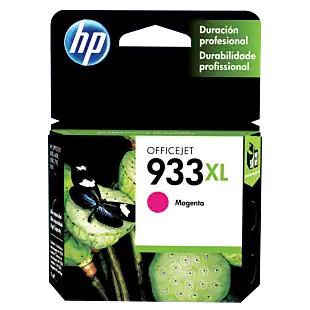 hp
Duración
profesional
Durabilidade
profissional
OFFICEJET
933XL
Magenta